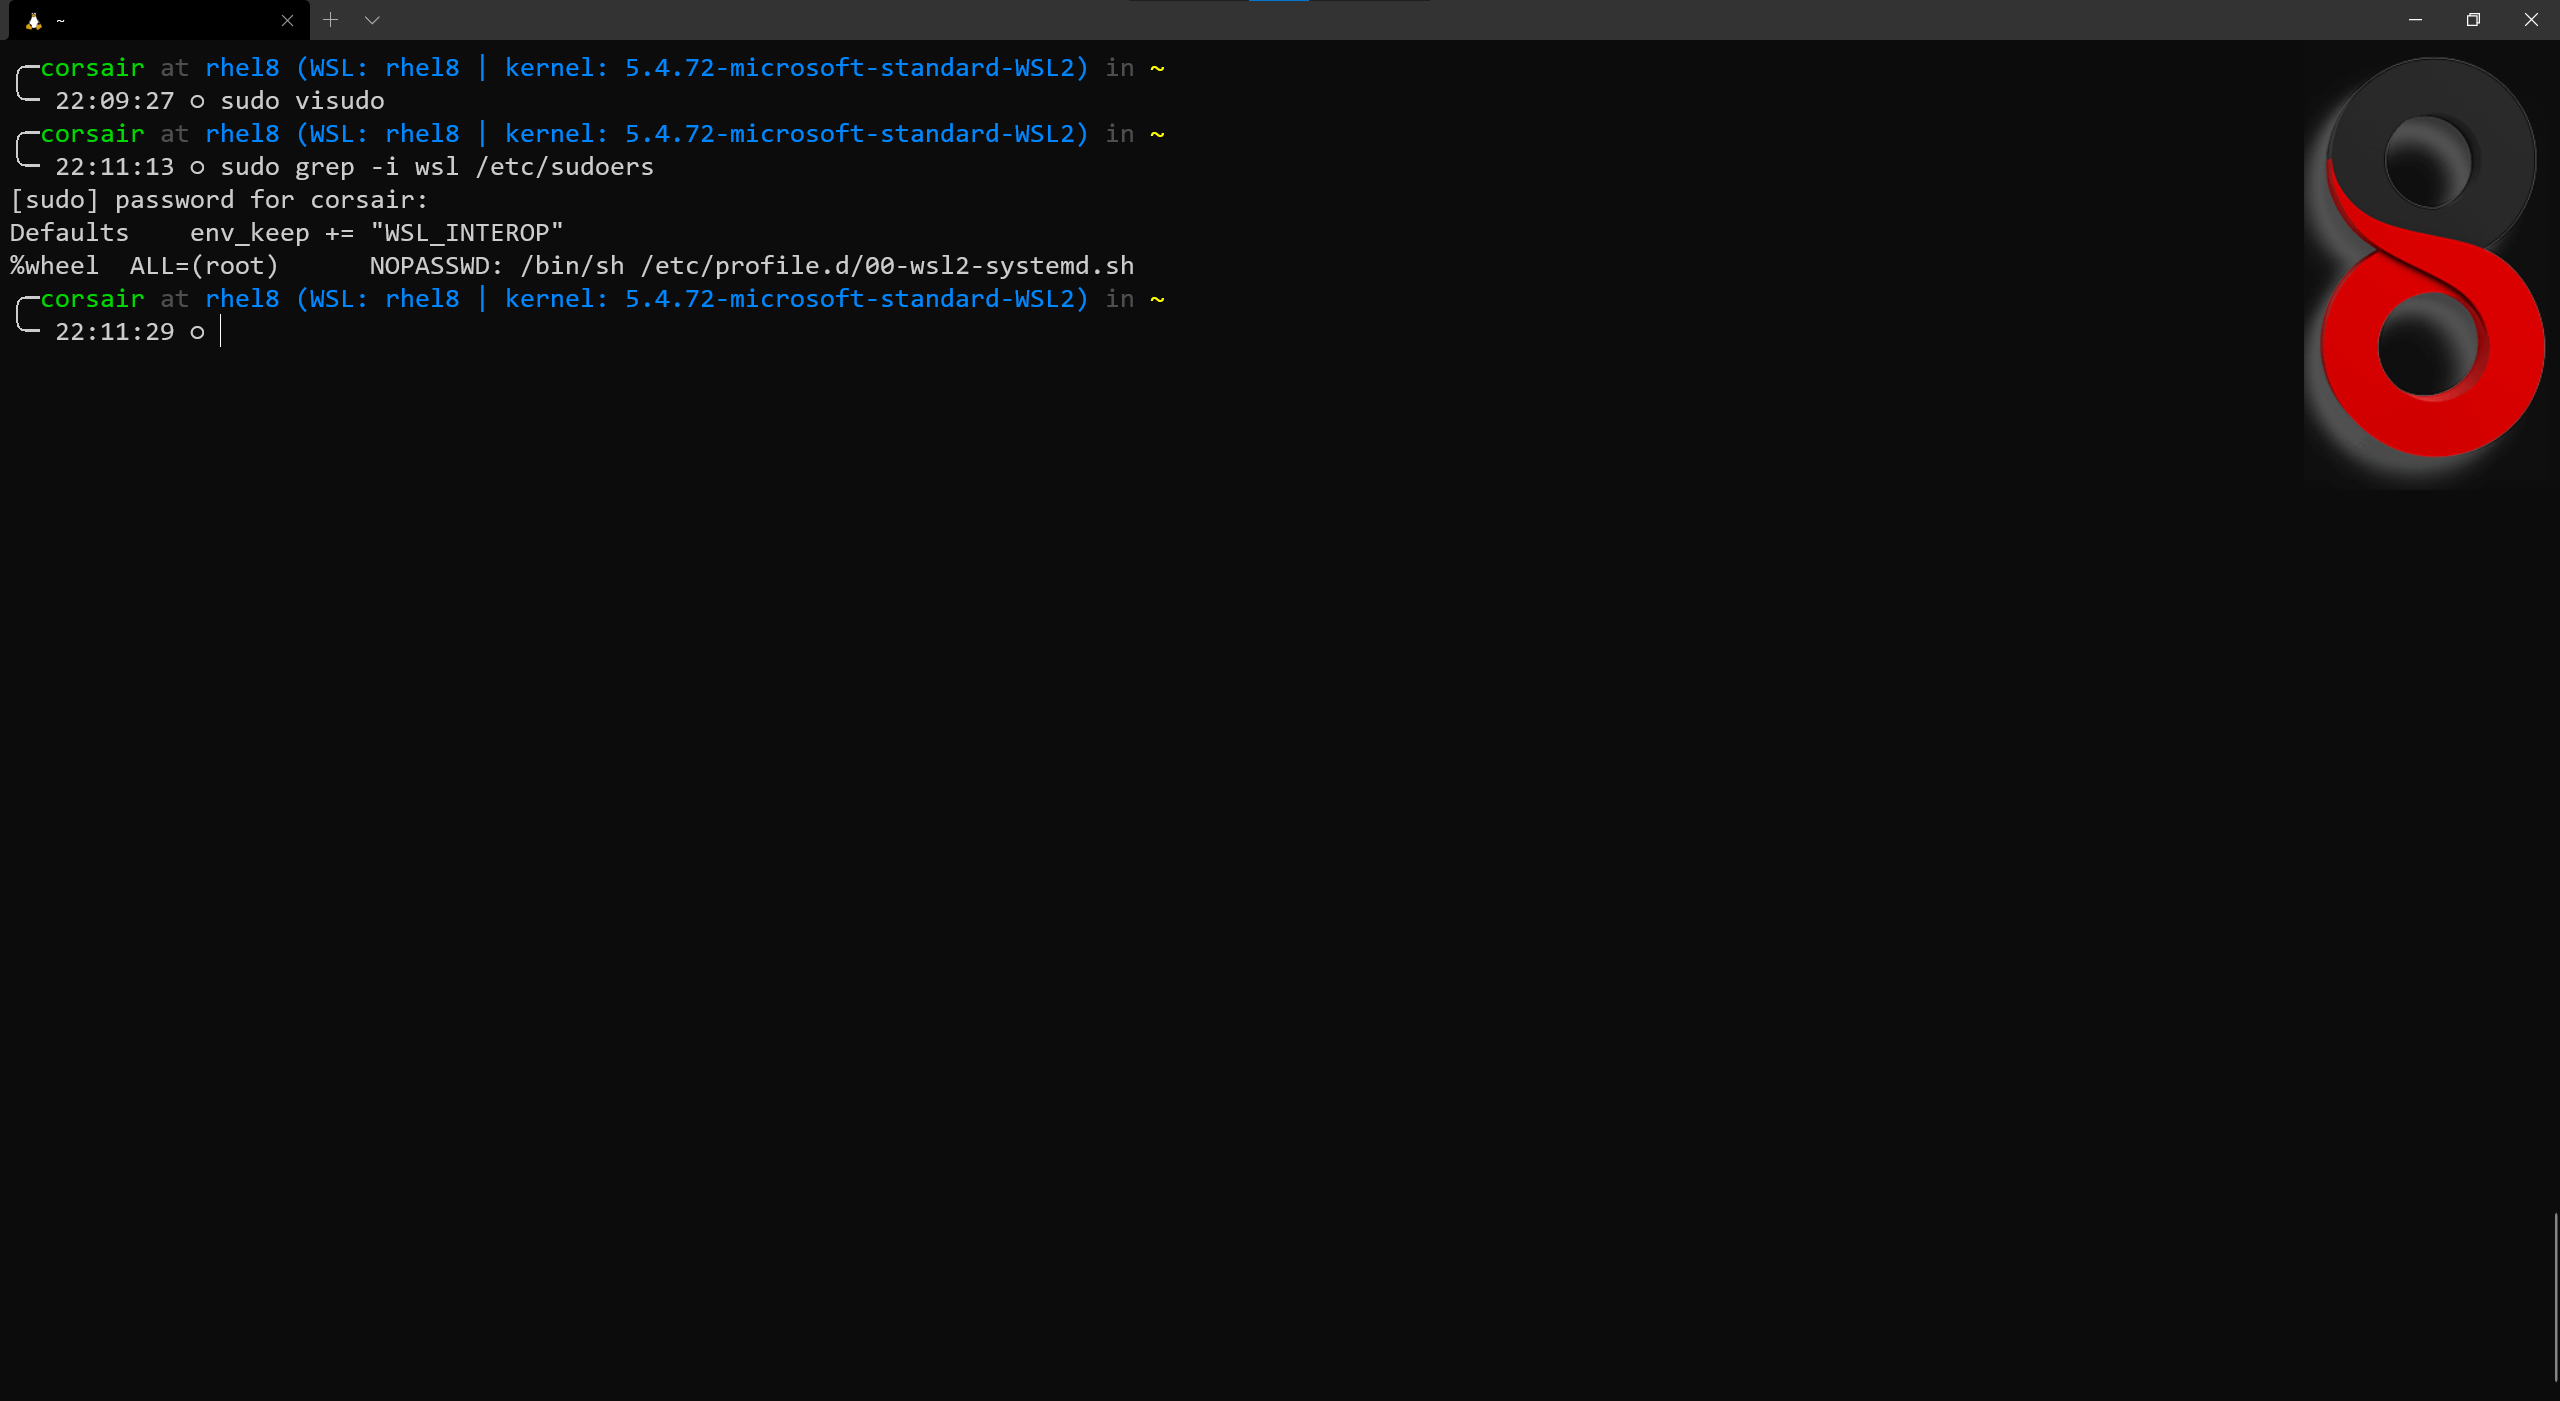 ~
corsair at rhel8 (WSL: rhel8 | kernel: 5.4.72-microsoft-standard-WSL2) in ~
22:09:27 ○ sudo visudo
corsair at rhel8 (WSL: rhel8 | kernel: 5.4.72-microsoft-standard-WSL2) in ~
22:11:13 ○ sudo grep -i wsl /etc/sudoers
[sudo] password for corsair:
Defaults    env_keep += "WSL_INTEROP"
%wheel  ALL=(root)      NOPASSWD: /bin/sh /etc/profile.d/00-wsl2-systemd.sh
corsair at rhel8 (WSL: rhel8 | kernel: 5.4.72-microsoft-standard-WSL2) in ~
22:11:29 ○
8